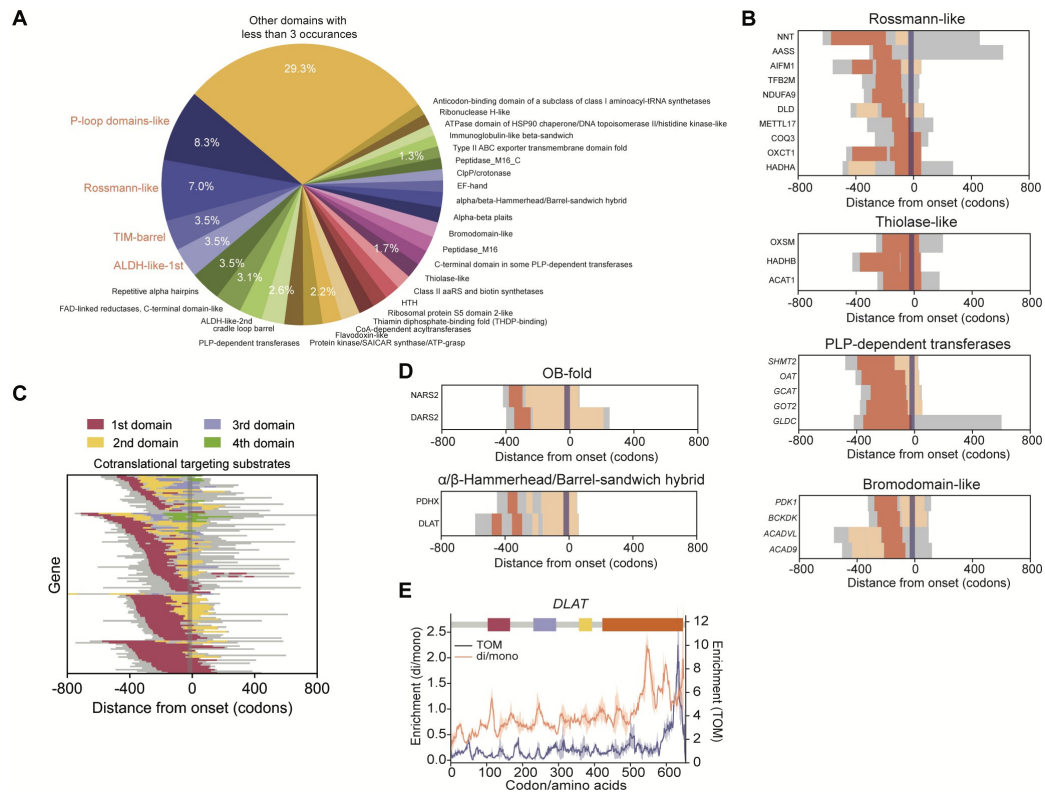 A
Other domains with
less than 3 occurances
29.3%
P-loop domains-like
8.3%
Rossmann-like
7.0%
TIM-barrel
3.5%
ALDH-like-1st
3.5%
Repetitive alpha hairpins
3.5%
FAD-linked reductases, C-terminal domain-like
3.1%
ALDH-like-2nd
cradle loop barrel
2.6%
PLP-dependent transferases
2.2%
Protein kinase/SAICAR synthase/ATP-grasp
Flavodoxin-like
CoA-dependent acyltransferases
Thiamin diphosphate-binding fold (THDP-binding)
Ribosomal protein S5 domain 2-like
HTH
Class II aaRS and biotin synthetases
Thiolase-like
1.7%
C-terminal domain in some PLP-dependent transferases
Peptidase_M16
Bromodomain-like
Alpha-beta plaits
alpha/beta-Hammerhead/Barrel-sandwich hybrid
EF-hand
ClpP/crotonase
Peptidase_M16_C
1.3%
Type II ABC exporter transmembrane domain fold
Immunoglobulin-like beta-sandwich
ATPase domain of HSP90 chaperone/DNA topoisomerase II/histidine kinase-like
Ribonuclease H-like
Anticodon-binding domain of a subclass of class I aminoacyl-tRNA synthetases
B
Rossmann-like
NNT
AASS
AIFM1
TFB2M
NDUFA9
DLD
METTL17
COQ3
OXCT1
HADHA
-800 -400 0 400 800
Distance from onset (codons)
Thiolase-like
OXSM
HADHB
ACAT1
-800 -400 0 400 800
Distance from onset (codons)
PLP-dependent transferases
SHMT2
OAT
GCAT
GOT2
GLDC
-800 -400 0 400 800
Distance from onset (codons)
Bromodomain-like
PDK1
BCKDK
ACADVL
ACAD9
-800 -400 0 400 800
Distance from onset (codons)
C
1st domain
2nd domain
3rd domain
4th domain
Cotranslational targeting substrates
Gene
-800 -400 0 400 800
Distance from onset (codons)
D
OB-fold
NARS2
DARS2
-800 -400 0 400 800
Distance from onset (codons)
α/β-Hammerhead/Barrel-sandwich hybrid
PDHX
DLAT
-800 -400 0 400 800
Distance from onset (codons)
E
DLAT
TOM
di/mono
Enrichment (di/mono)
2.5
2.0
1.5
1.0
0.5
0.0
Enrichment (TOM)
12
10
8
6
4
2
0
0 100 200 300 400 500 600
Codon/amino acids